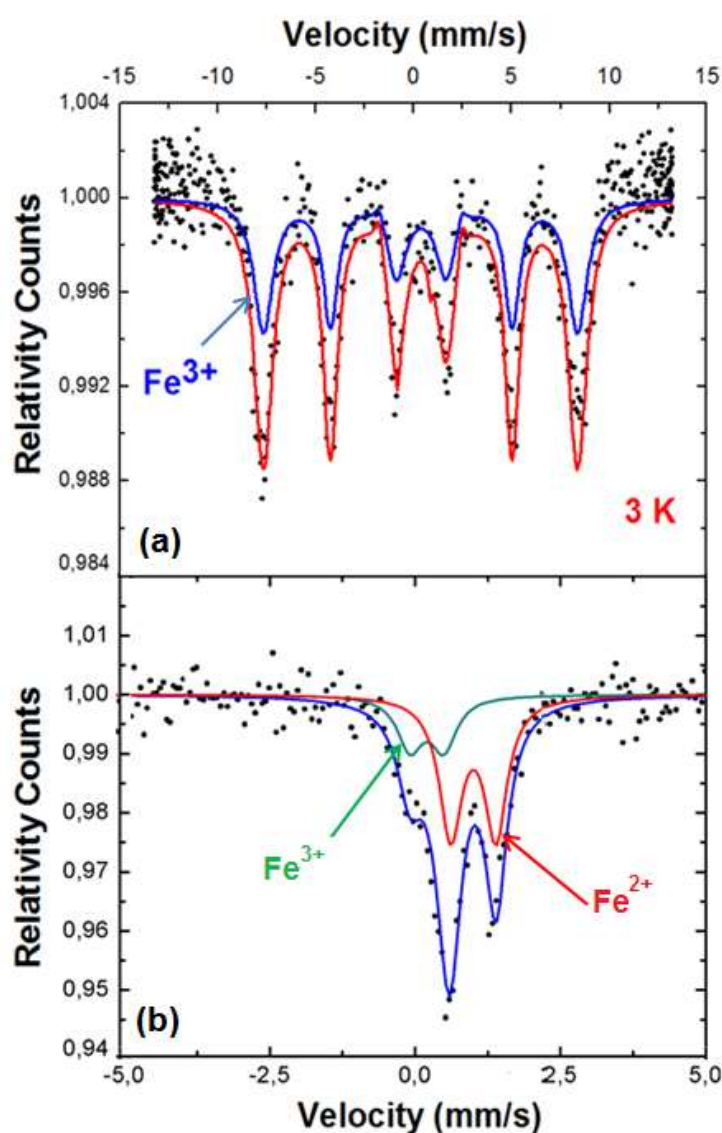 Velocity (mm/s)
-15 -10 -5 0 5 10 15
1,004
1,000
0,996
0,992
0,988
0,984
Relativity Counts
Fe3+
3 K
(a)
1,01
1,00
0,99
0,98
0,97
0,96
0,95
0,94
Relativity Counts
Fe3+
Fe2+
(b)
-5,0 -2,5 0,0 2,5 5,0
Velocity (mm/s)